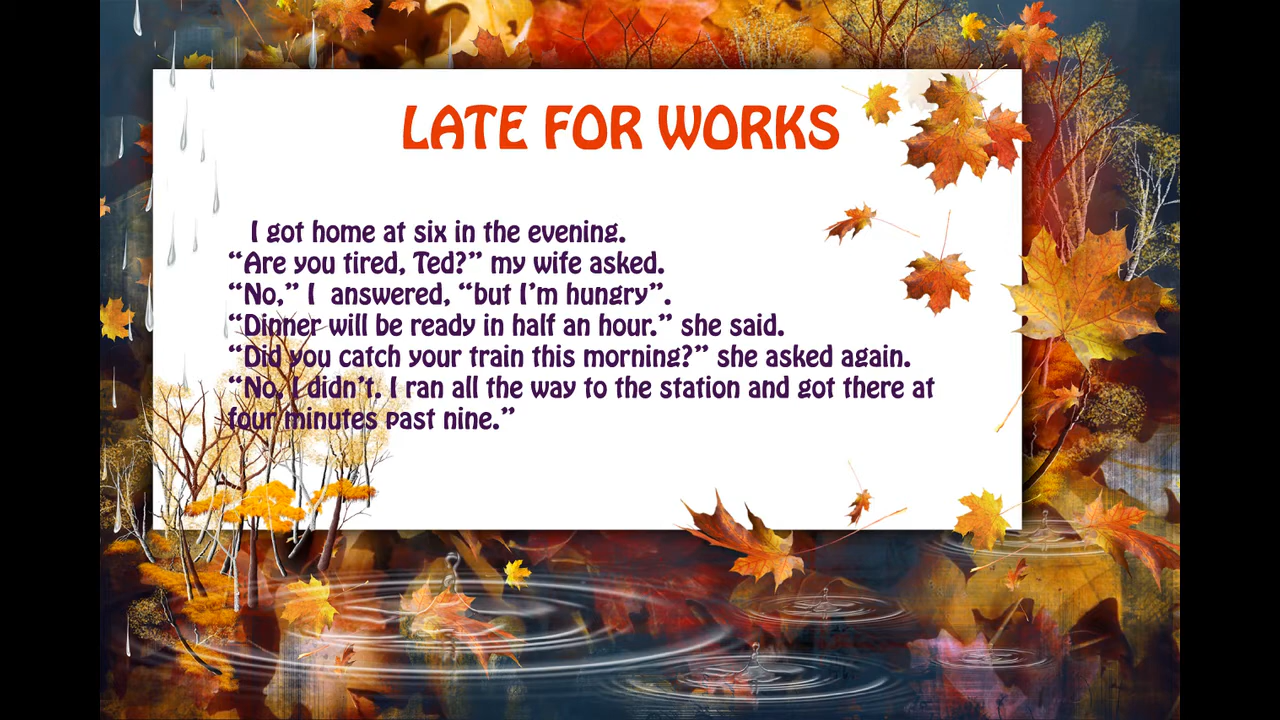 LATE FOR WORKS
I got home at six in the evening.
“Are you tired, Ted?” my wife asked.
“No,” I answered, “but I’m hungry”.
“Dinner will be ready in half an hour.” she said.
“Did you catch your train this morning?” she asked again.
“No, I didn’t. I ran all the way to the station and got there at
four minutes past nine.”